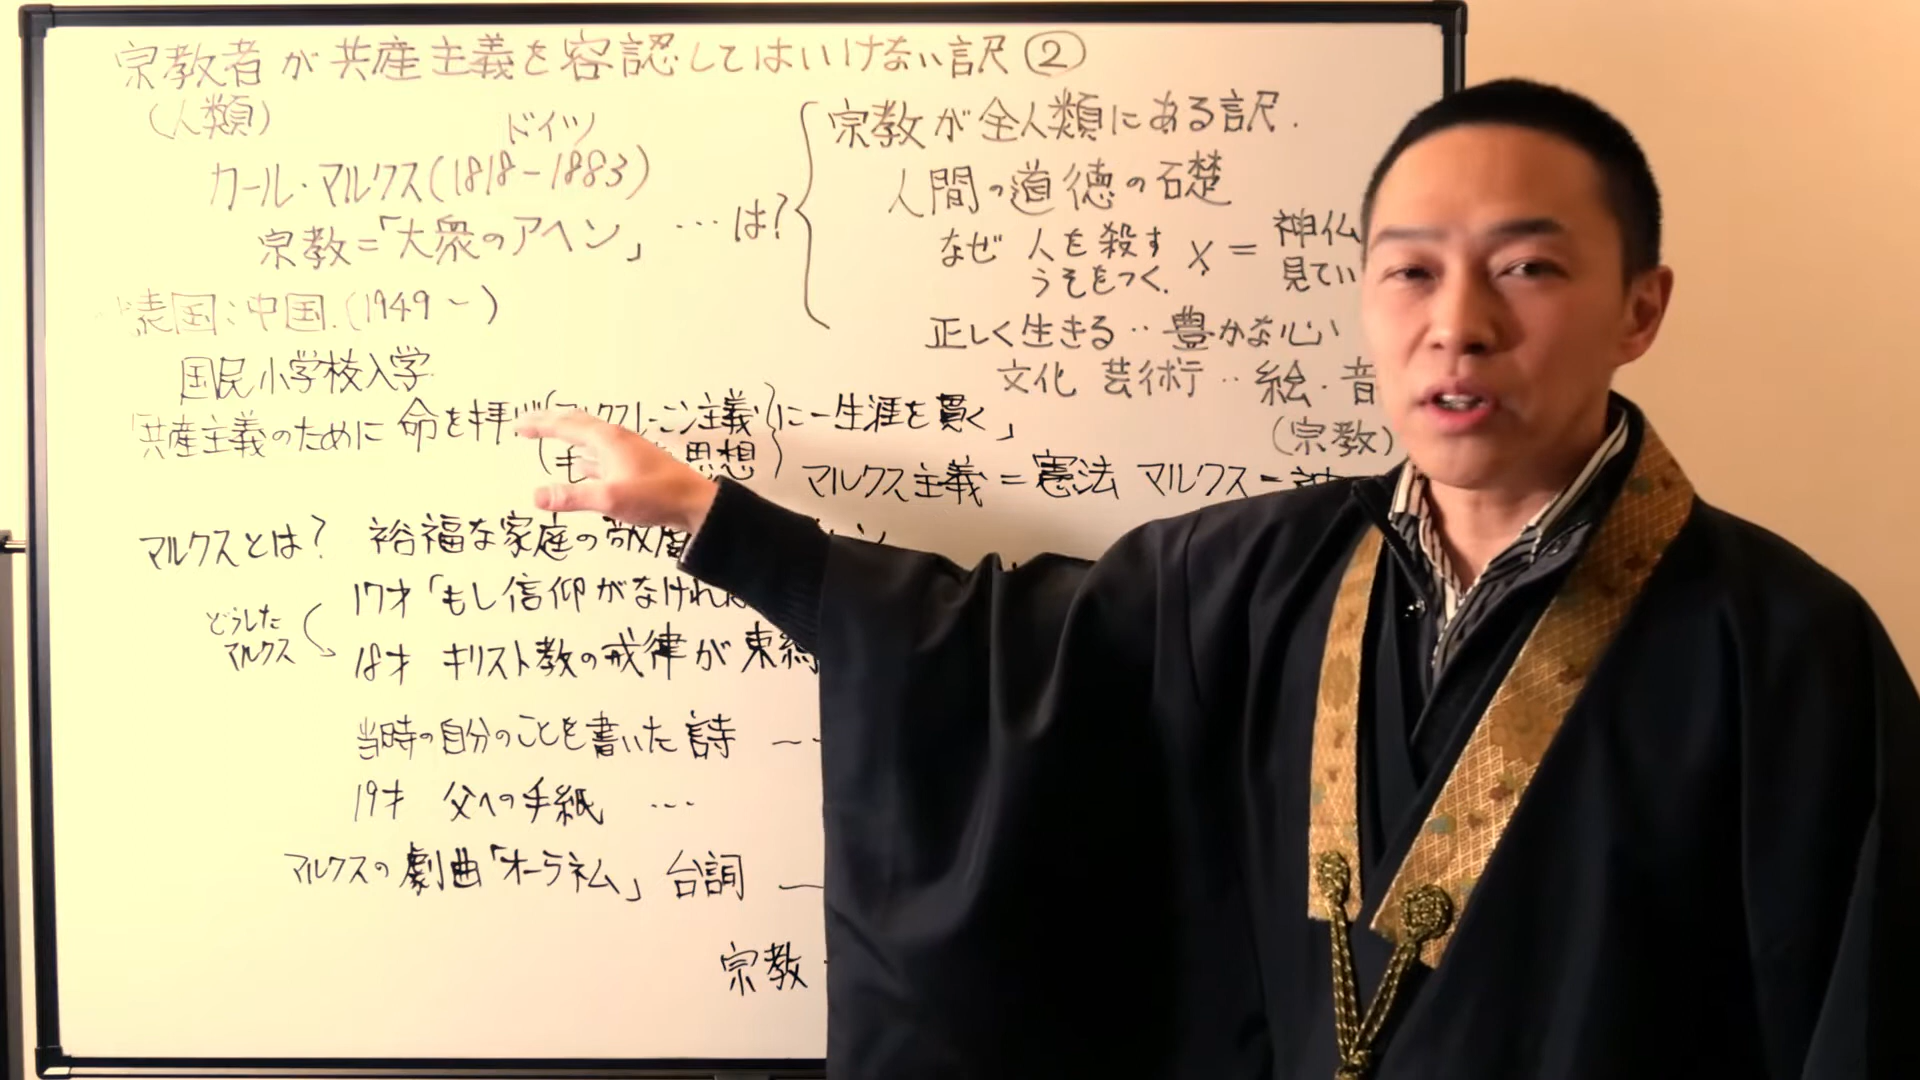 宗教者が共産主義を容認してはいけない訳②
(人類)
ドイツ
カール・マルクス(1818-1883)
宗教=「大衆のアヘン」…は?
宗教が全人類にある訳.
人間の道徳の石楚
なぜ 人を殺す
うそをつく.
× = 神仏
見てい
正しく生きる‥豊かな心
文化 芸術‥絵・音
(宗教)
表国:中国.(1949~)
国民小学校入学
「共産主義のために命を捧
主義
思想
に一生涯を貫く」
マルクス主義=憲法 マルクス=
マルクスとは? 裕福な家庭の
17才「もし信仰がなければ
どうした
マルクス
18才 キリスト教の戒律が束縛
当時の自分のことを書いた詩
19才 父への手紙 …
マルクスの劇曲「オーラネム」台詞
宗教